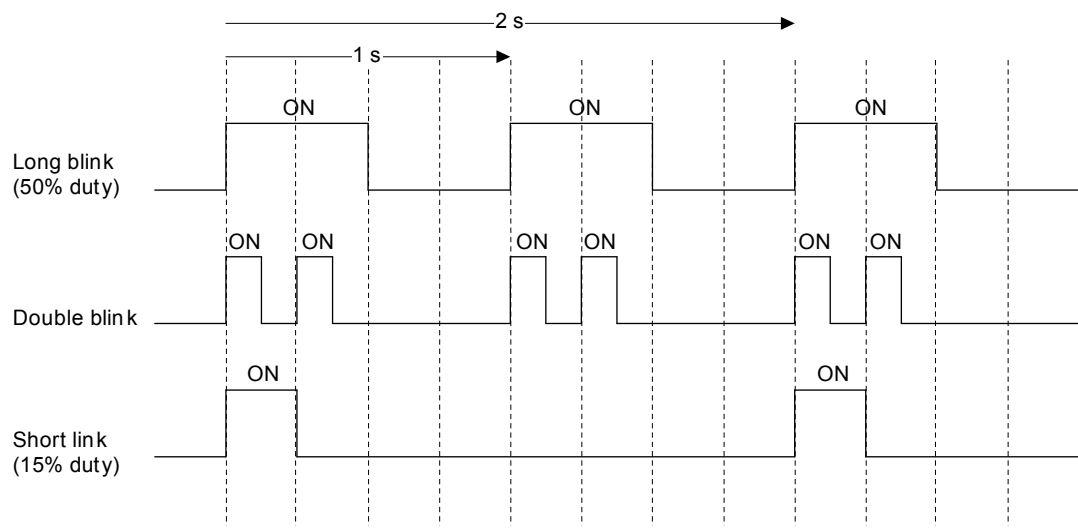 2 s
1 s
ON ON ON
Long blink
(50% duty)
ON ON ON ON ON ON
Double blink
ON ON
Short link
(15% duty)